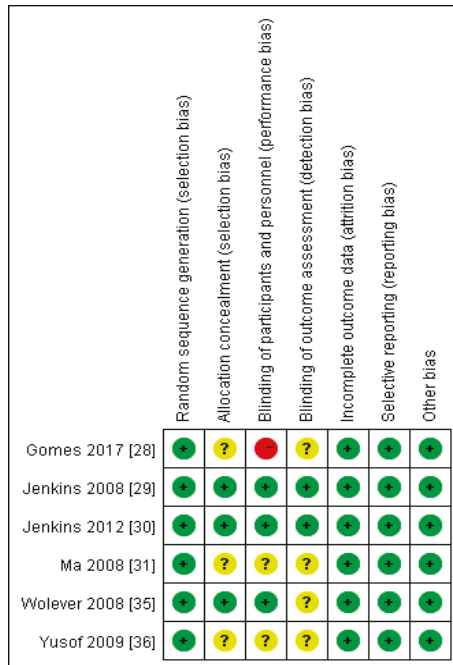 Random sequence generation (selection bias)
Allocation concealment (selection bias)
Blinding of participants and personnel (performance bias)
Blinding of outcome assessment (detection bias)
Incomplete outcome data (attrition bias)
Selective reporting (reporting bias)
Other bias
Gomes 2017 [28] + ? - ? + + +
Jenkins 2008 [29] + + + + + + +
Jenkins 2012 [30] + + + + + + +
Ma 2008 [31] + ? ? ? + + +
Wolever 2008 [35] + + + ? + + +
Yusof 2009 [36] + ? ? ? + + +